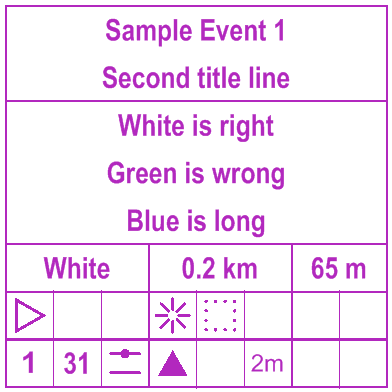 Sample Event 1
Second title line
White is right
Green is wrong
Blue is long
White 0.2 km 65 m
1 31 2m